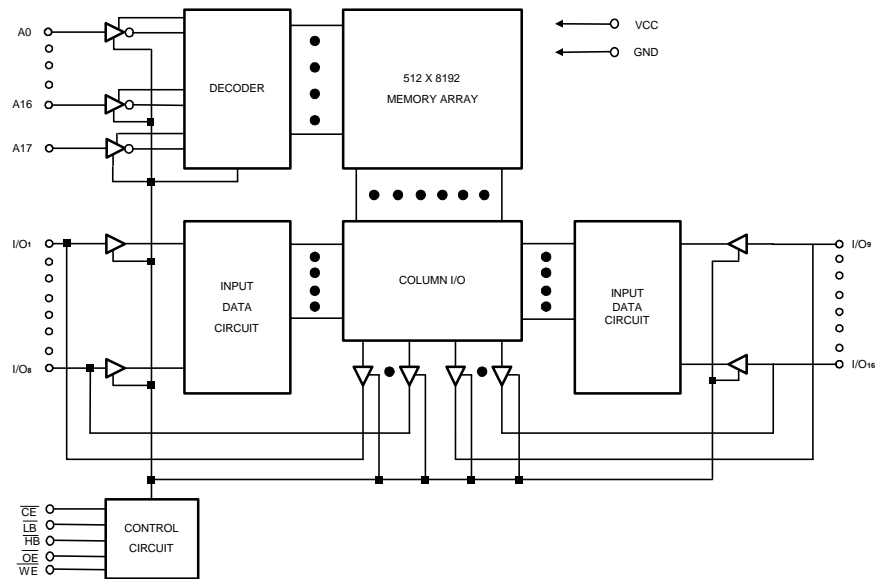 A0
VCC
GND
A16
A17
DECODER
512 X 8192
MEMORY ARRAY
I/O1
I/O8
INPUT
DATA
CIRCUIT
COLUMN I/O
INPUT
DATA
CIRCUIT
I/O9
I/O16
CE
LB
HB
OE
WE
CONTROL
CIRCUIT